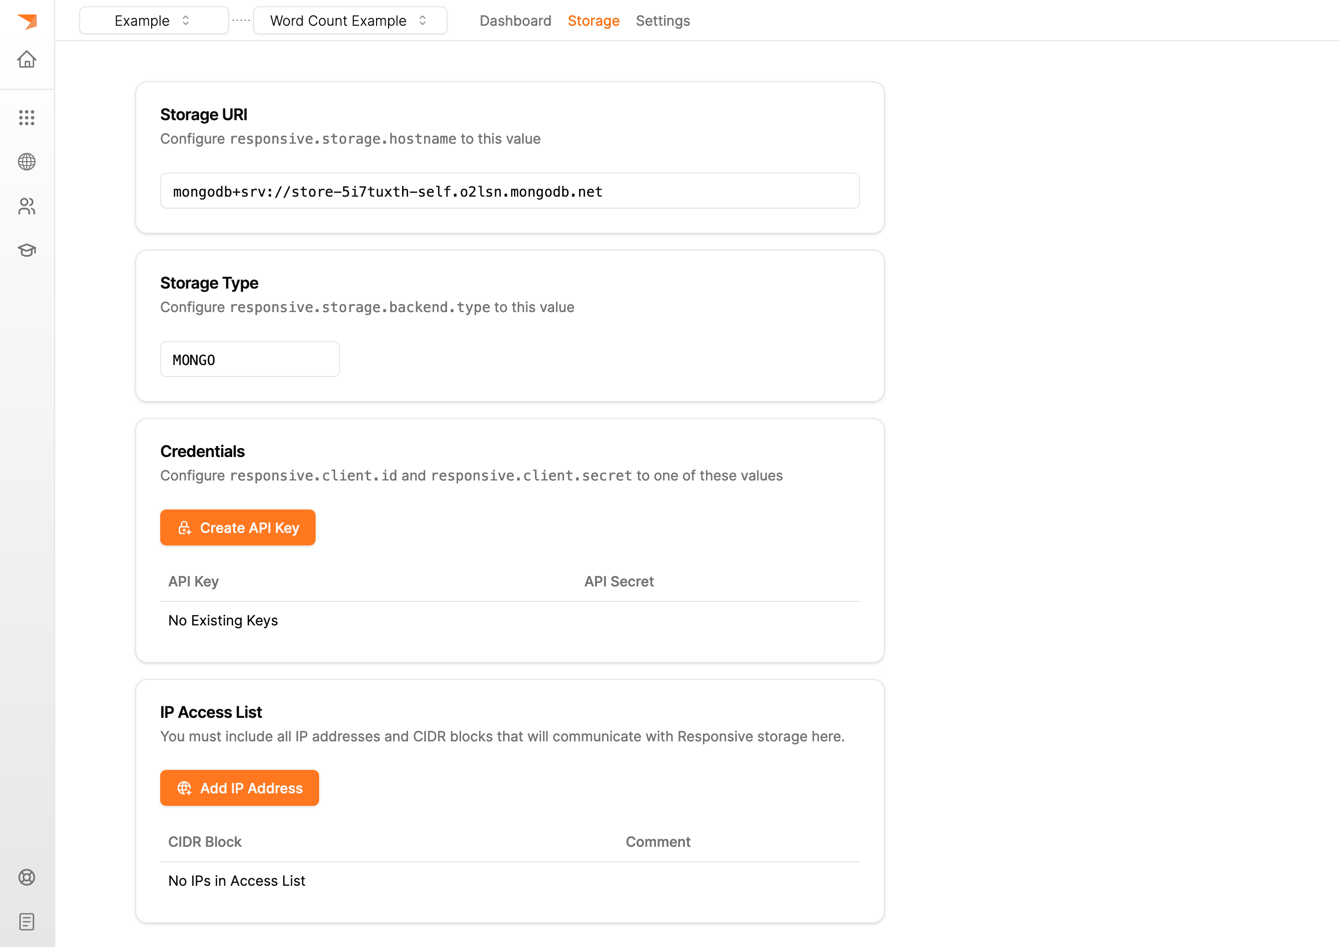 Example
Word Count Example
Dashboard Storage Settings
Storage URI
Configure responsive.storage.hostname to this value
mongodb+srv://store-5i7tuxth-self.o2lsn.mongodb.net
Storage Type
Configure responsive.storage.backend.type to this value
MONGO
Credentials
Configure responsive.client.id and responsive.client.secret to one of these values
Create API Key
API Key API Secret
No Existing Keys
IP Access List
You must include all IP addresses and CIDR blocks that will communicate with Responsive storage here.
Add IP Address
CIDR Block Comment
No IPs in Access List